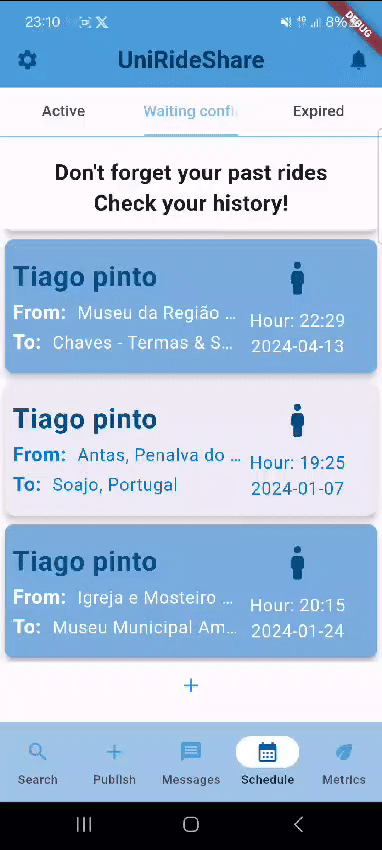 23:10 4G 8%
DEBUG
UniRideShare
Active Waiting confi Expired
Don't forget your past rides
Check your history!
Tiago pinto
From: Museu da Região ...
Hour: 22:29
To: Chaves - Termas & S...
2024-04-13
Tiago pinto
From: Antas, Penalva do ...
Hour: 19:25
To: Soajo, Portugal
2024-01-07
Tiago pinto
From: Igreja e Mosteiro ...
Hour: 20:15
To: Museu Municipal Am...
2024-01-24
+
Search Publish Messages Schedule Metrics